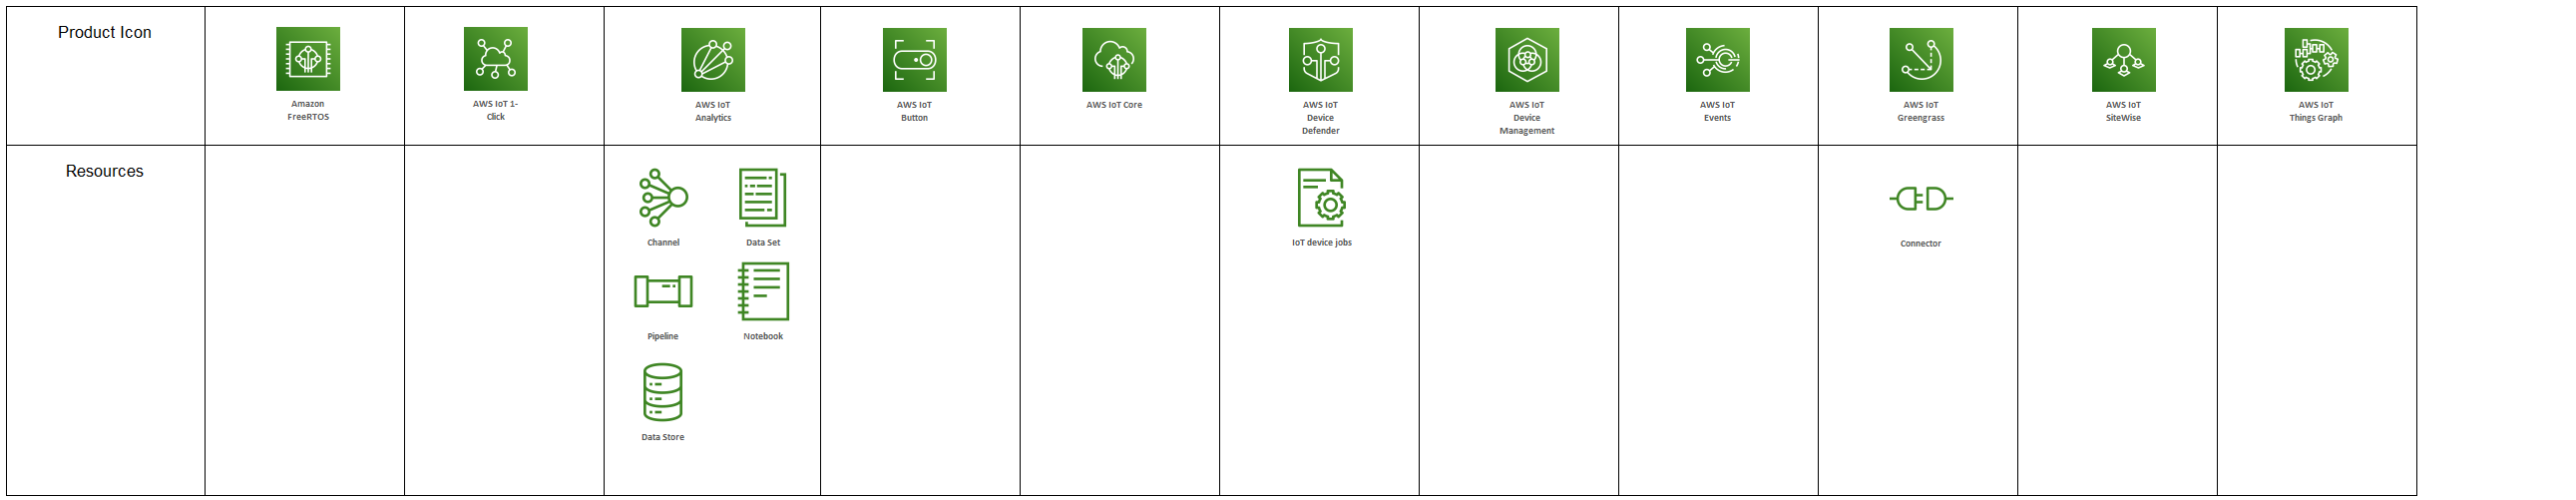 Product Icon
Amazon
FreeRTOS
AWS IoT 1-
Click
AWS IoT
Analytics
AWS IoT
Button
AWS IoT Core
AWS IoT
Device
Defender
AWS IoT
Device
Management
AWS IoT
Events
AWS IoT
Greengrass
AWS IoT
SiteWise
AWS IoT
Things Graph
Resources
Channel
Data Set
Pipeline
Notebook
Data Store
IoT device jobs
Connector